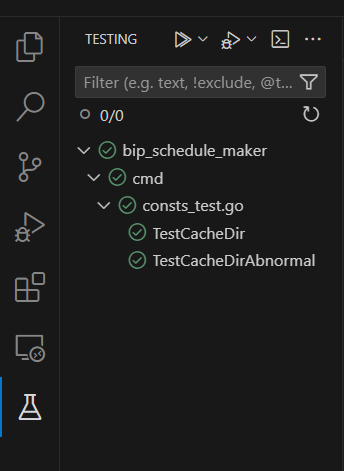 TESTING
Filter (e.g. text, !exclude, @t...
0/0
bip_schedule_maker
cmd
consts_test.go
TestCacheDir
TestCacheDirAbnormal